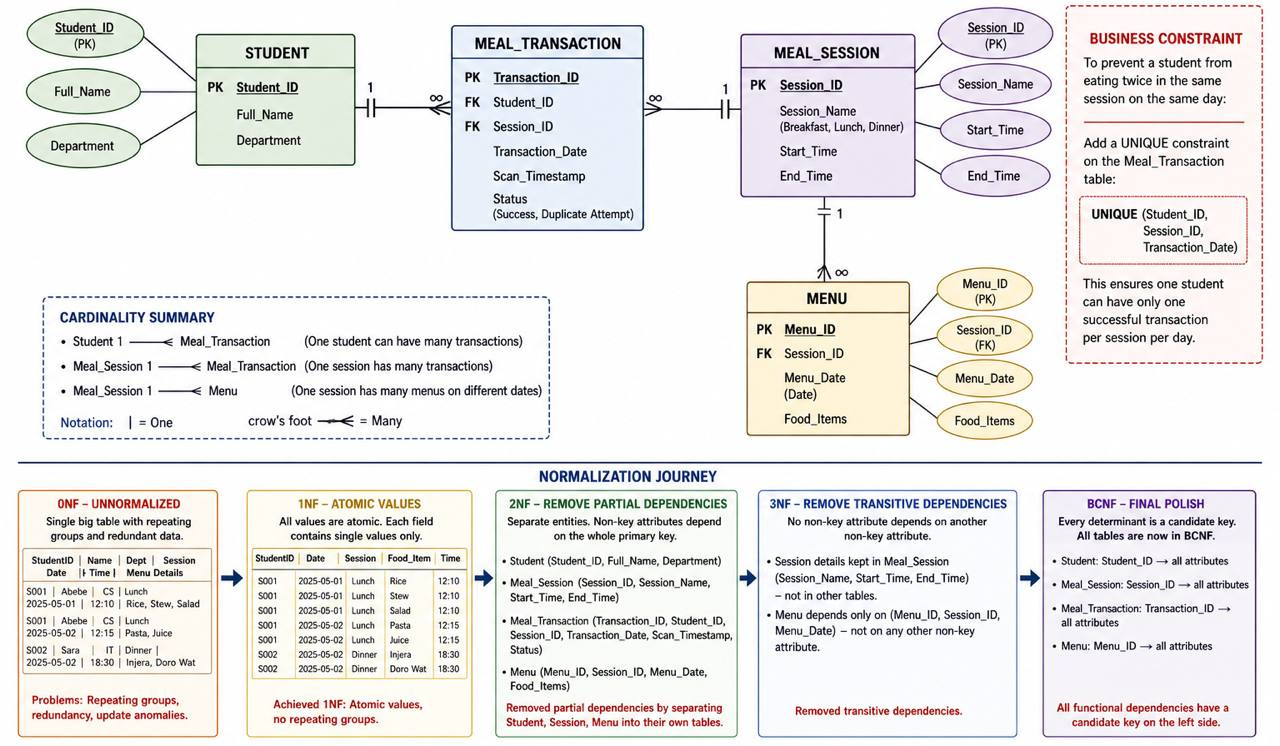 Student_ID
(PK)
Full_Name
Department
STUDENT
PK Student_ID
Full_Name
Department
1
∞
MEAL_TRANSACTION
PK Transaction_ID
FK Student_ID
FK Session_ID
Transaction_Date
Scan_Timestamp
Status
(Success, Duplicate Attempt)
∞
1
MEAL_SESSION
PK Session_ID
Session_Name
(Breakfast, Lunch, Dinner)
Start_Time
End_Time
Session_ID
(PK)
Session_Name
Start_Time
End_Time
1
∞
MENU
PK Menu_ID
FK Session_ID
Menu_Date
(Date)
Food_Items
Menu_ID
(PK)
Session_ID
(FK)
Menu_Date
Food_Items
BUSINESS CONSTRAINT
To prevent a student from
eating twice in the same
session on the same day:
Add a UNIQUE constraint
on the Meal_Transaction
table:
UNIQUE (Student_ID,
Session_ID,
Transaction_Date)
This ensures one student
can have only one
successful transaction
per session per day.
CARDINALITY SUMMARY
• Student 1 Meal_Transaction (One student can have many transactions)
• Meal_Session 1 Meal_Transaction (One session has many transactions)
• Meal_Session 1 Menu (One session has many menus on different dates)
Notation: | = One crow's foot = Many
NORMALIZATION JOURNEY
0NF – UNNORMALIZED
Single big table with repeating
groups and redundant data.
StudentID | Name | Dept | Session
Date | Time | Menu Details
S001 | Abebe | CS | Lunch
2025-05-01 | 12:10 | Rice, Stew, Salad
S001 | Abebe | CS | Lunch
2025-05-02 | 12:15 | Pasta, Juice
S002 | Sara | IT | Dinner |
2025-05-02 | 18:30 | Injera, Doro Wat
Problems: Repeating groups,
redundancy, update anomalies.
1NF – ATOMIC VALUES
All values are atomic. Each field
contains single values only.
StudentID | Date | Session | Food_Item | Time
S001 2025-05-01 Lunch Rice 12:10
S001 2025-05-01 Lunch Stew 12:10
S001 2025-05-01 Lunch Salad 12:10
S001 2025-05-02 Lunch Pasta 12:15
S001 2025-05-02 Lunch Juice 12:15
S002 2025-05-02 Dinner Injera 18:30
S002 2025-05-02 Dinner Doro Wat 18:30
Achieved 1NF: Atomic values,
no repeating groups.
2NF – REMOVE PARTIAL DEPENDENCIES
Separate entities. Non-key attributes depend
on the whole primary key.
• Student (Student_ID, Full_Name, Department)
• Meal_Session (Session_ID, Session_Name,
Start_Time, End_Time)
• Meal_Transaction (Transaction_ID, Student_ID,
Session_ID, Transaction_Date, Scan_Timestamp,
Status)
• Menu (Menu_ID, Session_ID, Menu_Date,
Food_Items)
Removed partial dependencies by separating
Student, Session, Menu into their own tables.
3NF – REMOVE TRANSITIVE DEPENDENCIES
No non-key attribute depends on another
non-key attribute.
• Session details kept in Meal_Session
(Session_Name, Start_Time, End_Time)
– not in other tables.
• Menu depends only on (Menu_ID, Session_ID,
Menu_Date) – not on any other non-key
attribute.
Removed transitive dependencies.
BCNF – FINAL POLISH
Every determinant is a candidate key.
All tables are now in BCNF.
• Student: Student_ID → all attributes
• Meal_Session: Session_ID → all attributes
• Meal_Transaction: Transaction_ID →
all attributes
• Menu: Menu_ID → all attributes
All functional dependencies have a
candidate key on the left side.